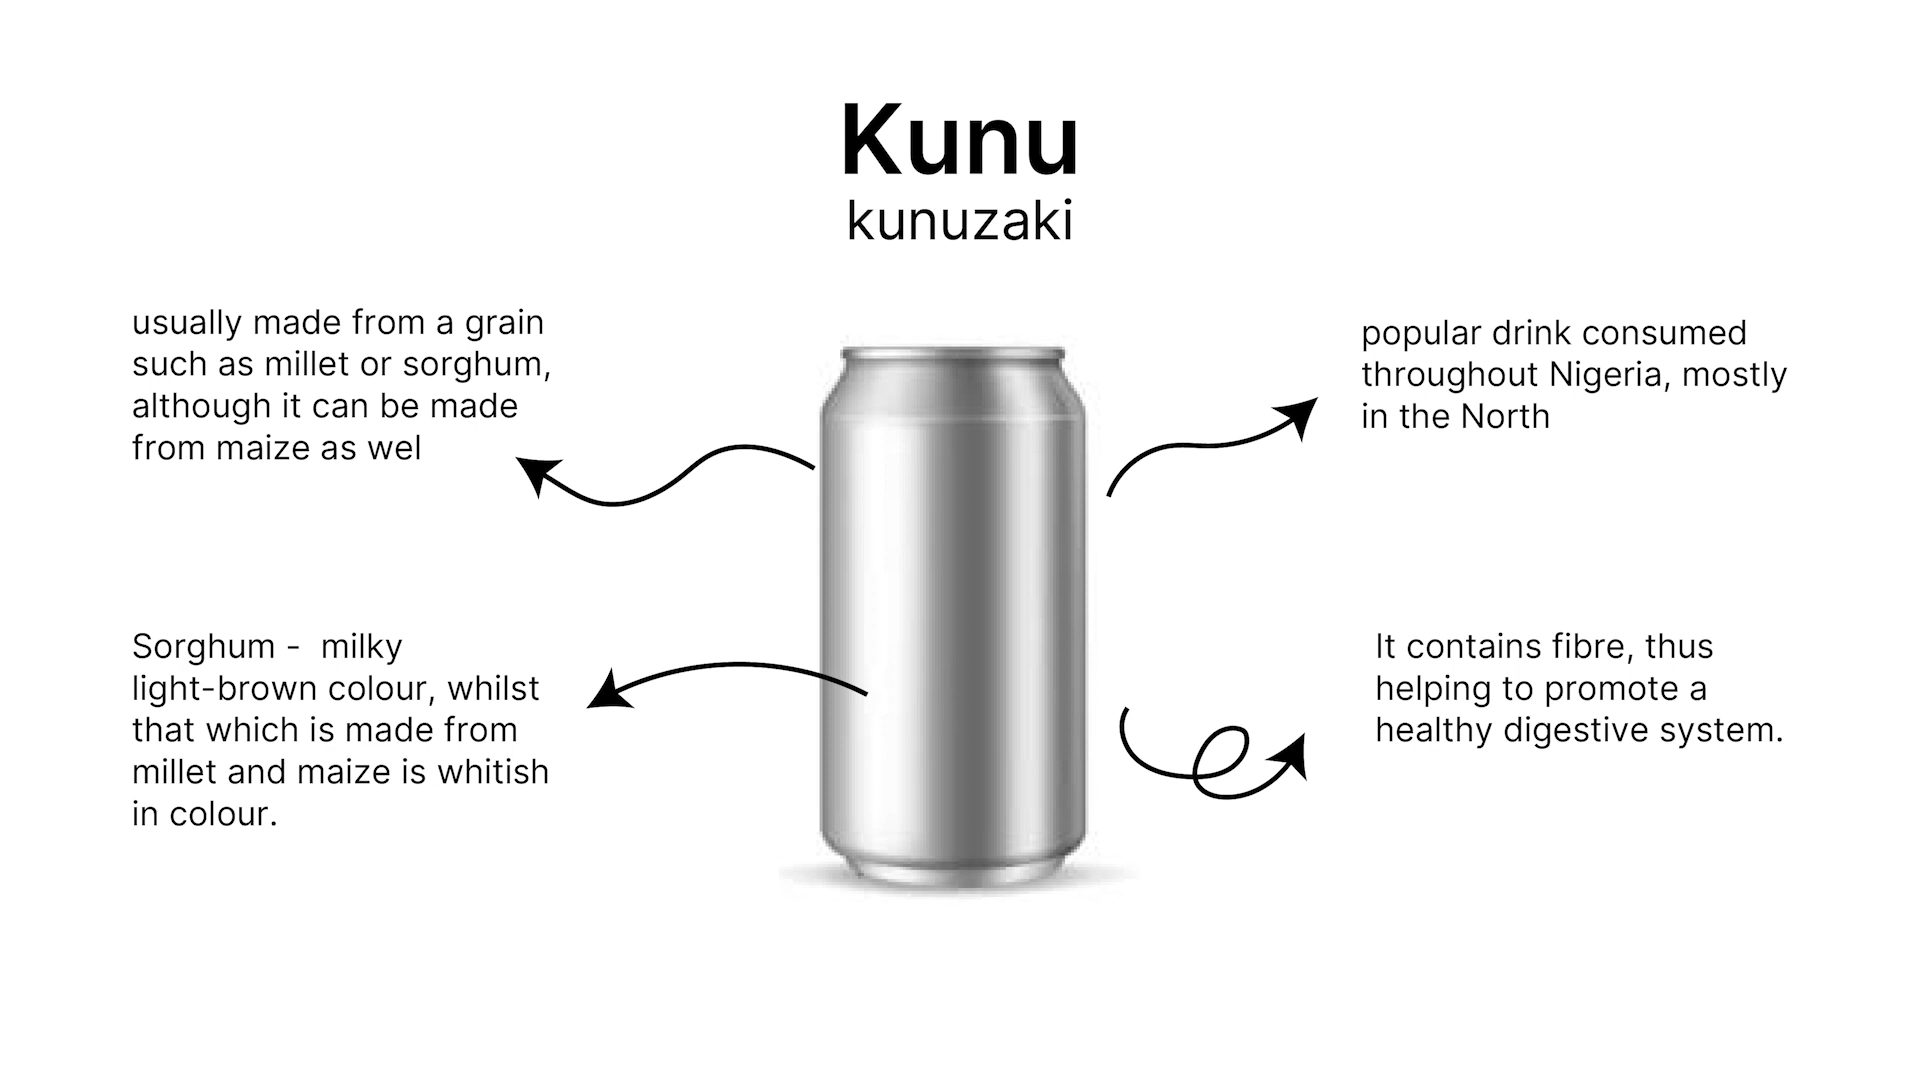 Kunu
kunuzaki
usually made from a grain
such as millet or sorghum,
although it can be made
from maize as wel
popular drink consumed
throughout Nigeria, mostly
in the North
Sorghum -  milky
light-brown colour, whilst
that which is made from
millet and maize is whitish
in colour.
It contains fibre, thus
helping to promote a
healthy digestive system.